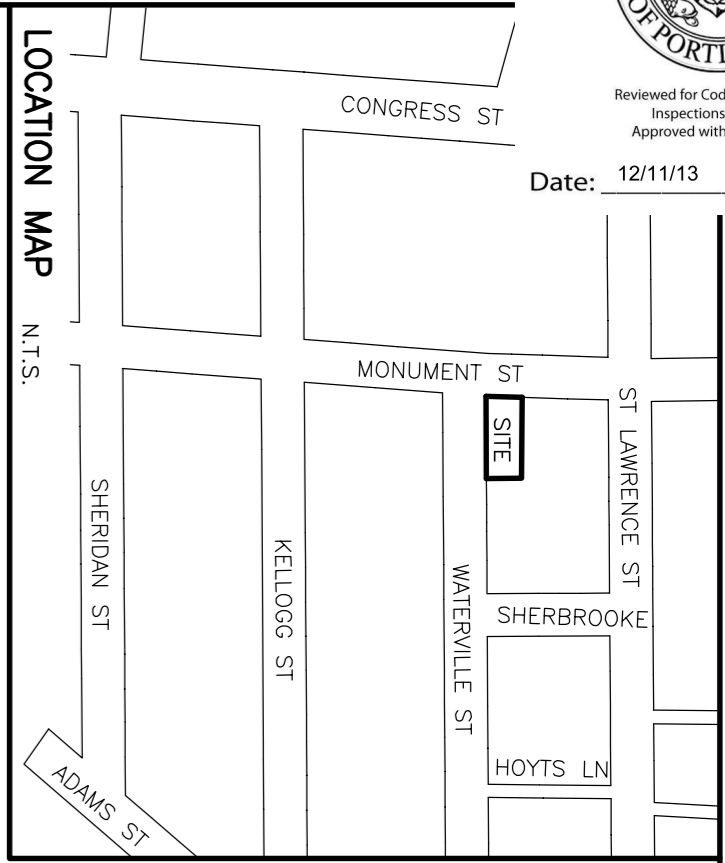 Reviewed for Cod
Inspections
Approved with
Date: 12/11/13
LOCATION MAP N.T.S.
CONGRESS ST
MONUMENT ST
SITE
ST LAWRENCE ST
SHERIDAN ST
KELLOGG ST
WATERVILLE ST
SHERBROOKE
HOYTS LN
ADAMS ST